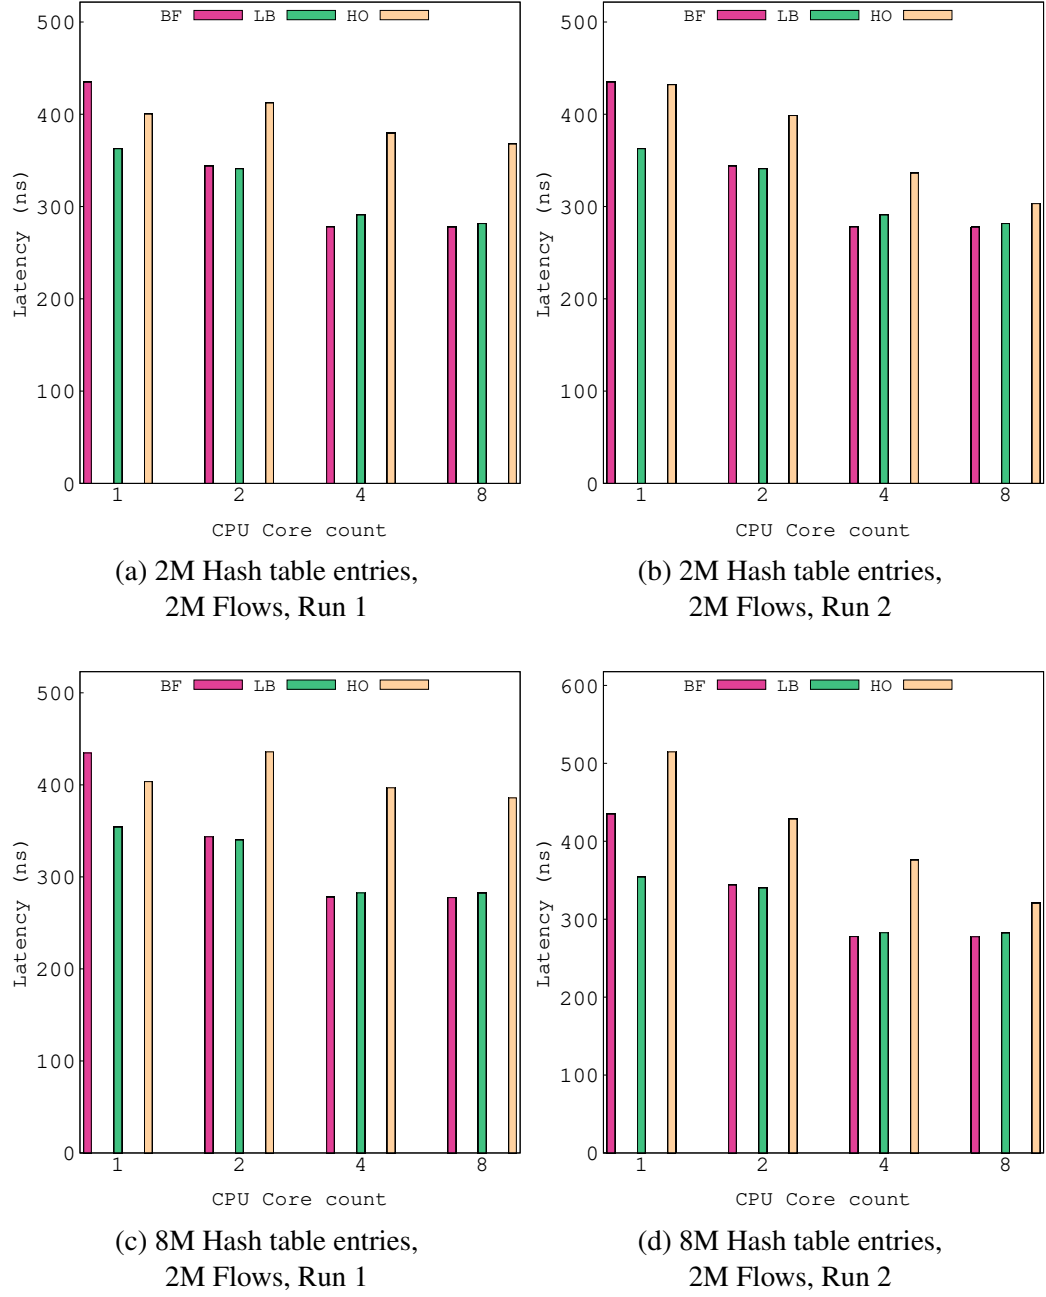 BF LB HO
500
400
300
200
100
0
Latency (ns)
1 2 4 8
CPU Core count
(a) 2M Hash table entries,
2M Flows, Run 1
BF LB HO
500
400
300
200
100
0
Latency (ns)
1 2 4 8
CPU Core count
(b) 2M Hash table entries,
2M Flows, Run 2
BF LB HO
500
400
300
200
100
0
Latency (ns)
1 2 4 8
CPU Core count
(c) 8M Hash table entries,
2M Flows, Run 1
BF LB HO
600
500
400
300
200
100
0
Latency (ns)
1 2 4 8
CPU Core count
(d) 8M Hash table entries,
2M Flows, Run 2